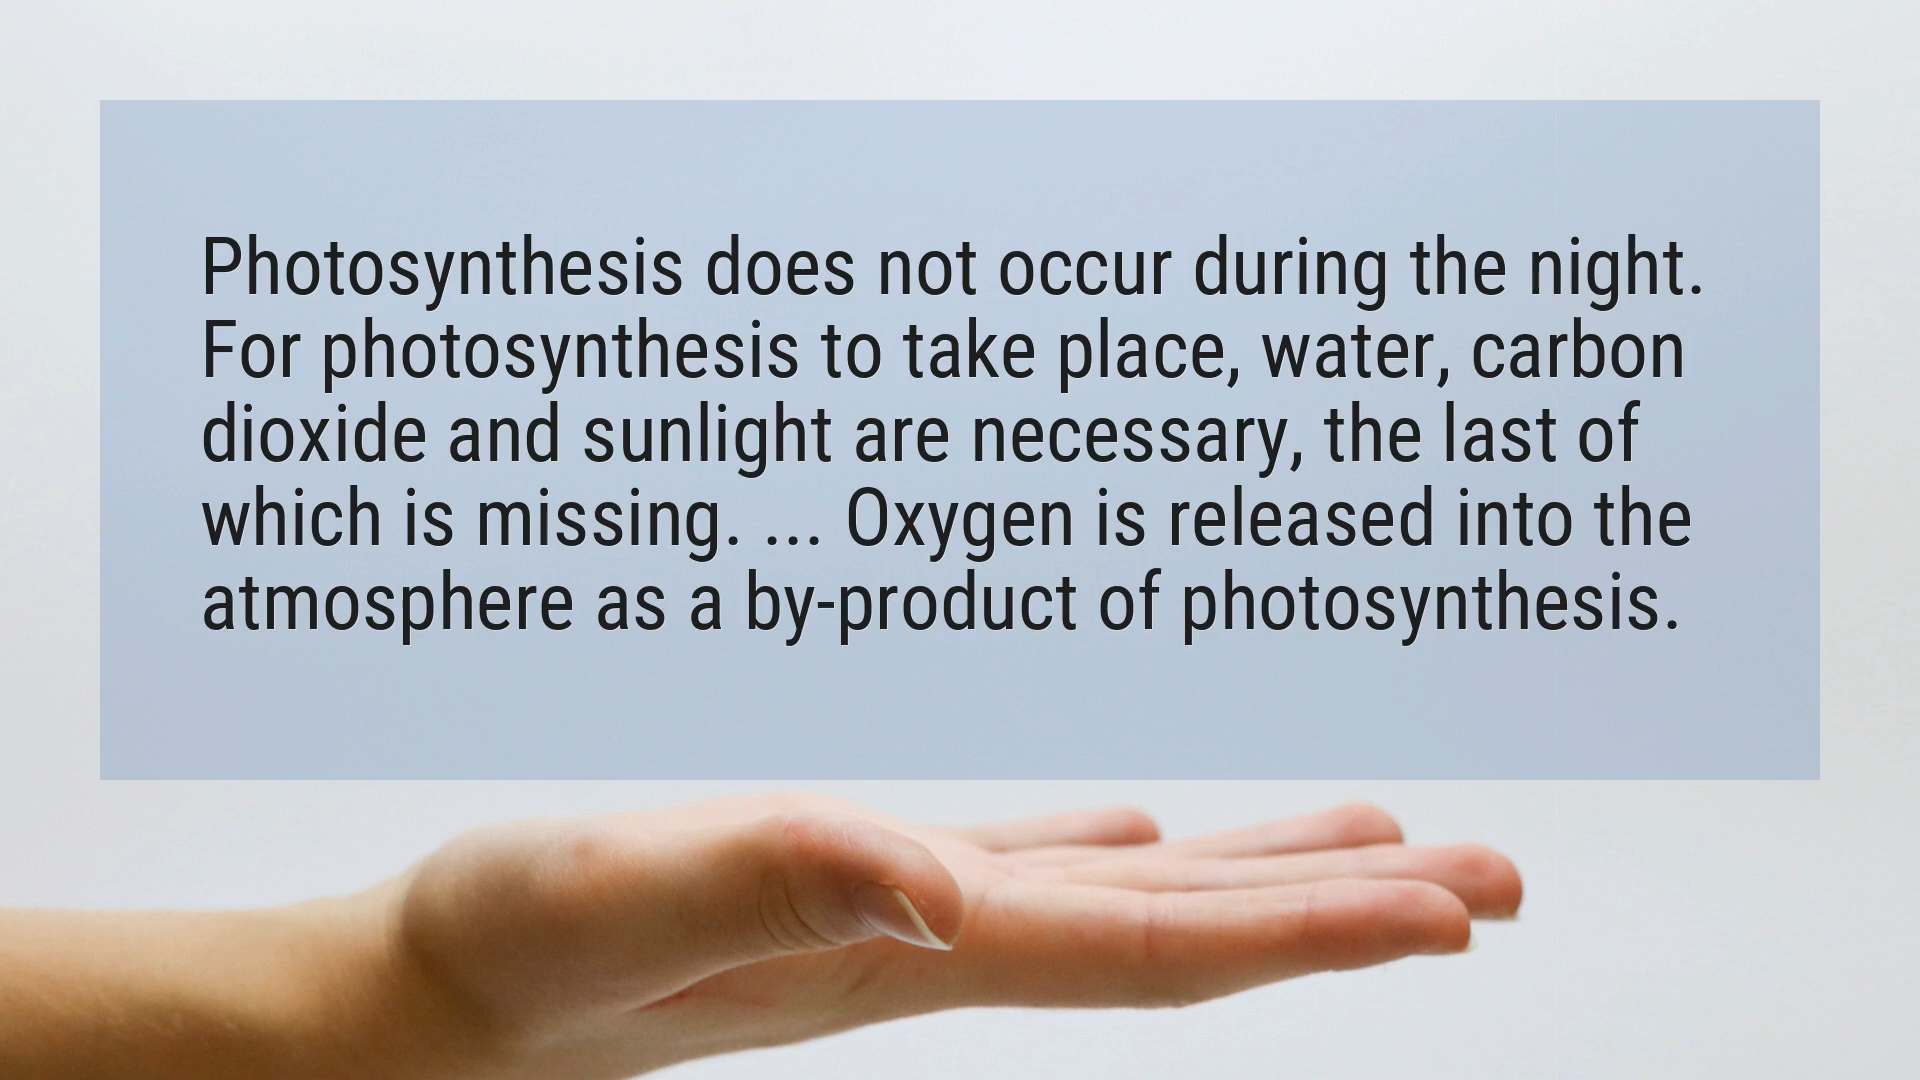 Photosynthesis does not occur during the night.
For photosynthesis to take place, water, carbon
dioxide and sunlight are necessary, the last of
which is missing. ... Oxygen is released into the
atmosphere as a by-product of photosynthesis.